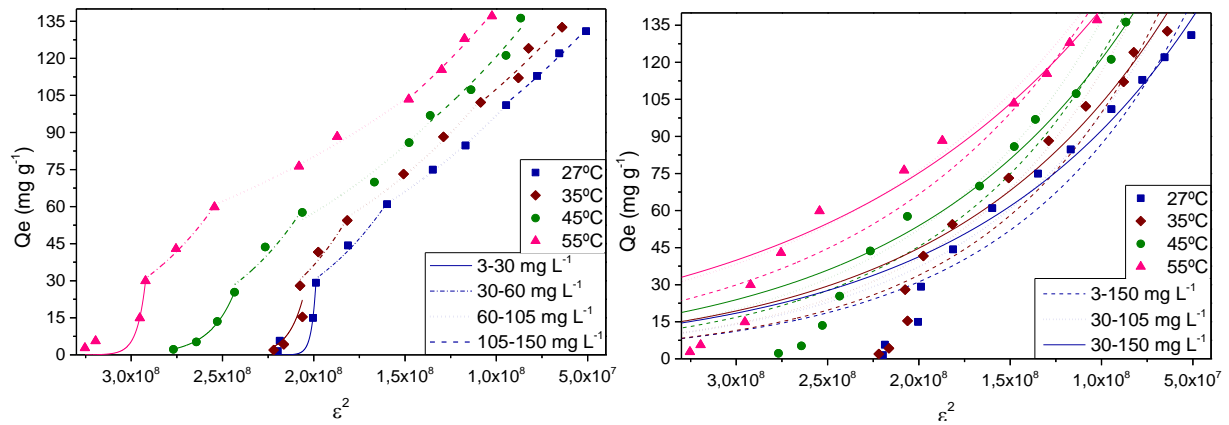 135
120
105
90
75
60
45
30
15
0
Qe (mg g⁻¹)
27ºC
35ºC
45ºC
55ºC
3-30 mg L⁻¹
30-60 mg L⁻¹
60-105 mg L⁻¹
105-150 mg L⁻¹
3,0x10⁸ 2,5x10⁸ 2,0x10⁸ 1,5x10⁸ 1,0x10⁸ 5,0x10⁷
ε²
135
120
105
90
75
60
45
30
15
0
Qe (mg g⁻¹)
27ºC
35ºC
45ºC
55ºC
3-150 mg L⁻¹
30-105 mg L⁻¹
30-150 mg L⁻¹
3,0x10⁸ 2,5x10⁸ 2,0x10⁸ 1,5x10⁸ 1,0x10⁸ 5,0x10⁷
ε²